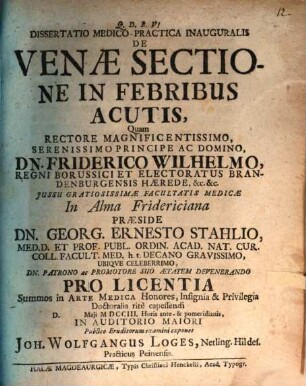 12.
Q. D. B. V!
DISSERTATIO MEDICO-PRACTICA INAUGURALIS
DE
VENÆ SECTIO-
NE IN FEBRIBUS
ACUTIS,
Quam
RECTORE MAGNIFICENTISSIMO,
SERENISSIMO PRINCIPE AC DOMINO,
DN. FRIDERICO WILHELMO,
REGNI BORUSSICI ET ELECTORATUS BRAN-
DENBURGENSIS HÆREDE, &c. &c.
JUSSU GRATIOSISSIMÆ FACULTATIS MEDICÆ
In Alma Fridericiana
PRÆSIDE
DN. GEORG. ERNESTO STAHLIO,
MED. D. ET PROF. PUBL. ORDIN. ACAD. NAT. CUR.
COLL. FACULT. MED. h. t. DECANO GRAVISSIMO,
UBIQVE CELEBERRIMO,
DN. PATRONO ac PROMOTORE SUO ÆTATEM DEVENERANDO
PRO LICENTIA
Summos in ARTE MEDICA Honores, Insignia & Privilegia
Doctoralia ritè capessendi
D. Maji M DCC III. Horis ante- & pomeridianis,
IN AUDITORIO MAIORI
Publico Eruditorum examini exponet
JOH. WOLFGANGUS LOGES, Nerling. Hildes.
Practicus Peinensis.
HALÆ MAGDEBURGICÆ, Typis Christiani Henckelii, Acad. Typogr.